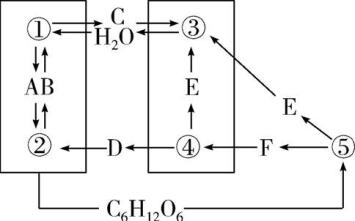 ① C ③
H₂O
AB E E
② D ④ F ⑤
C₆H₁₂O₆